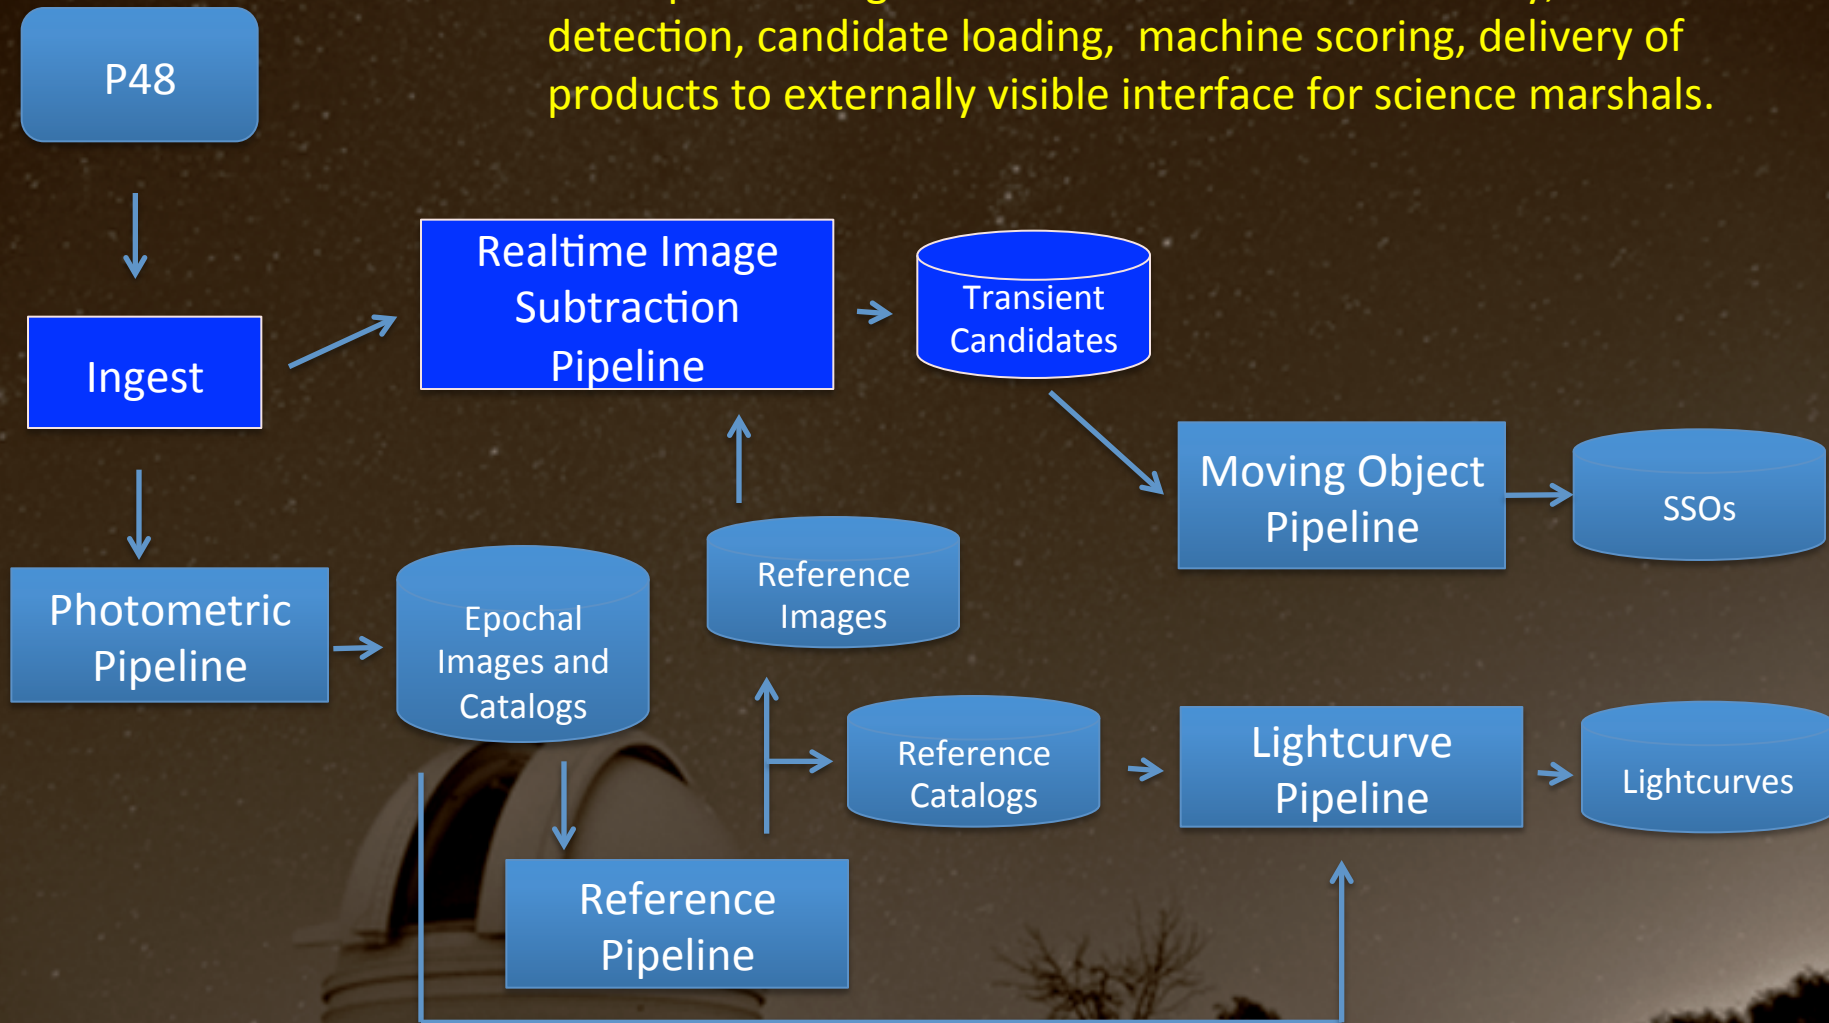 detection, candidate loading, machine scoring, delivery of
products to externally visible interface for science marshals.
P48
Realtime Image
Subtraction
Pipeline
Transient
Candidates
Ingest
Moving Object
Pipeline
SSOs
Reference
Images
Photometric
Pipeline
Epochal
Images and
Catalogs
Reference
Catalogs
Lightcurve
Pipeline
Lightcurves
Reference
Pipeline